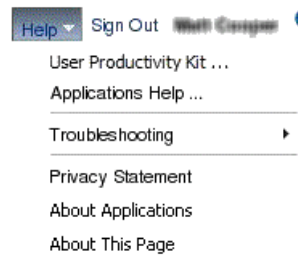 Help Sign Out
User Productivity Kit ...
Applications Help ...
Troubleshooting
Privacy Statement
About Applications
About This Page